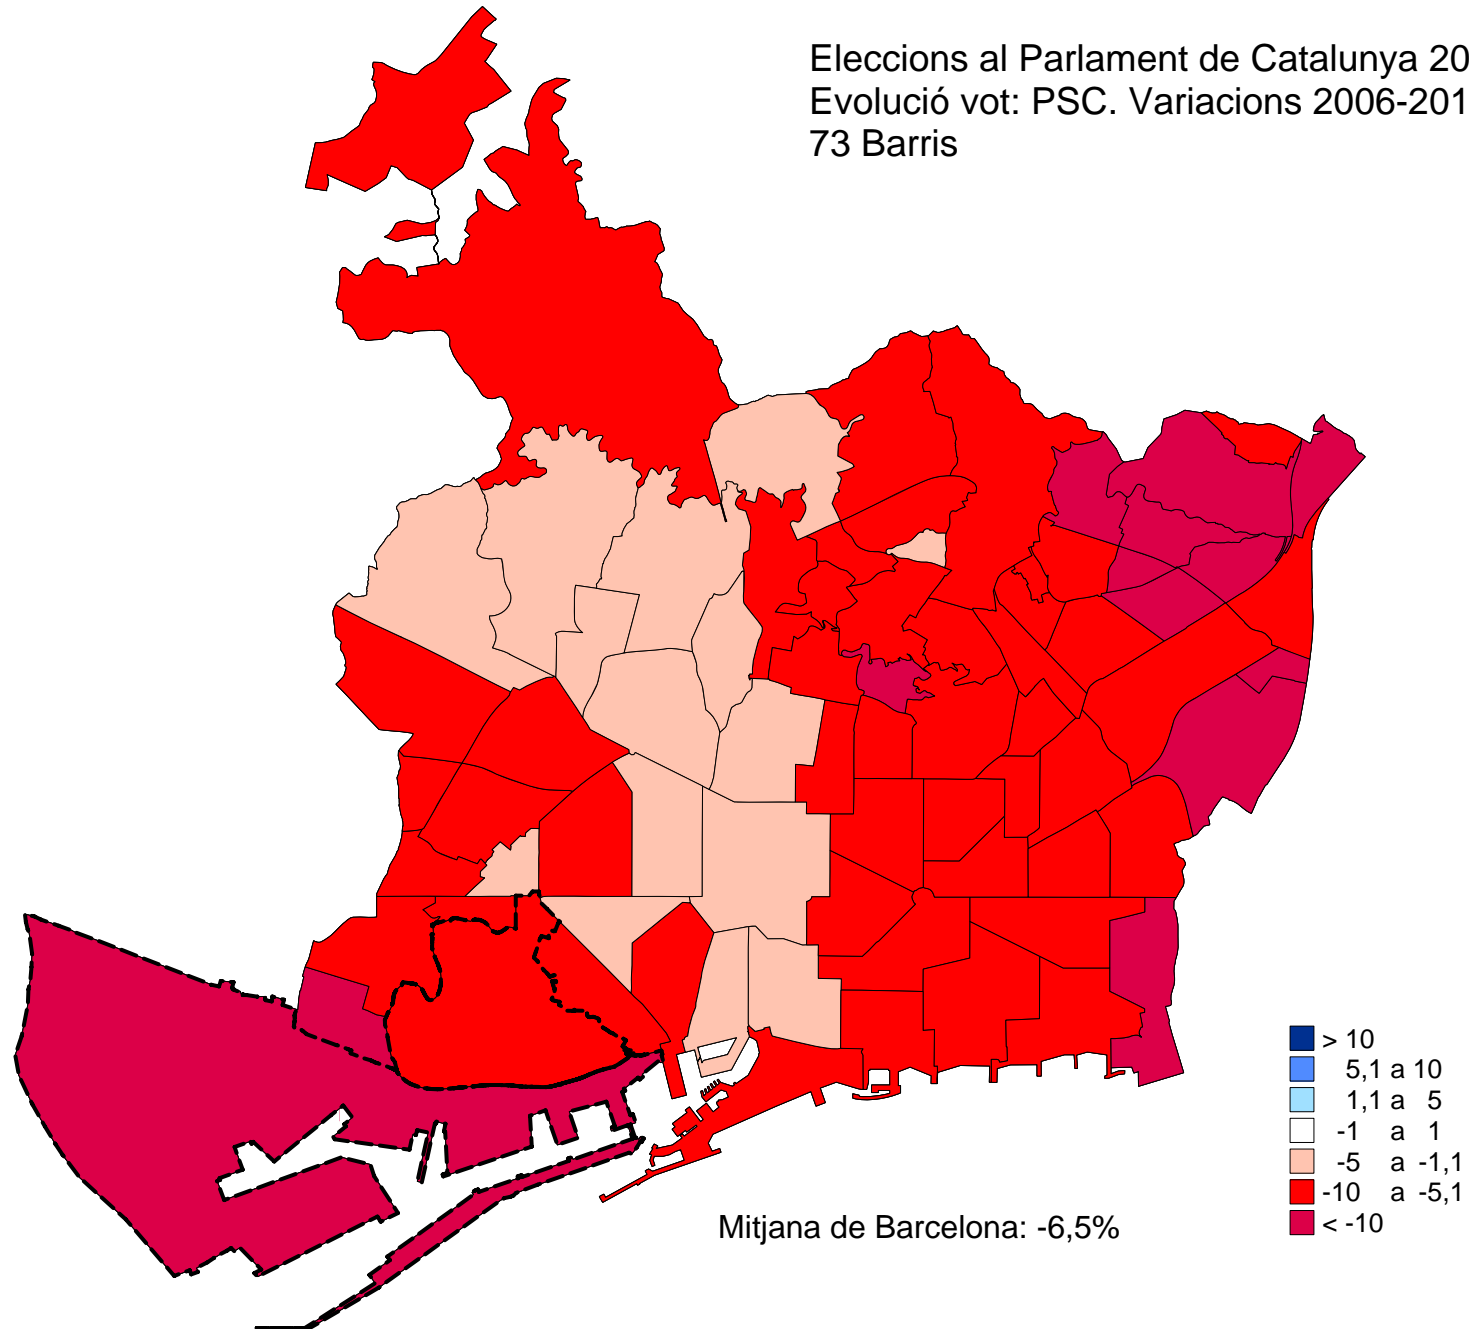 Eleccions al Parlament de Catalunya 20
Evolució vot: PSC. Variacions 2006-201
73 Barris
> 10
5,1 a 10
1,1 a 5
-1 a 1
-5 a -1,1
-10 a -5,1
< -10
Mitjana de Barcelona: -6,5%